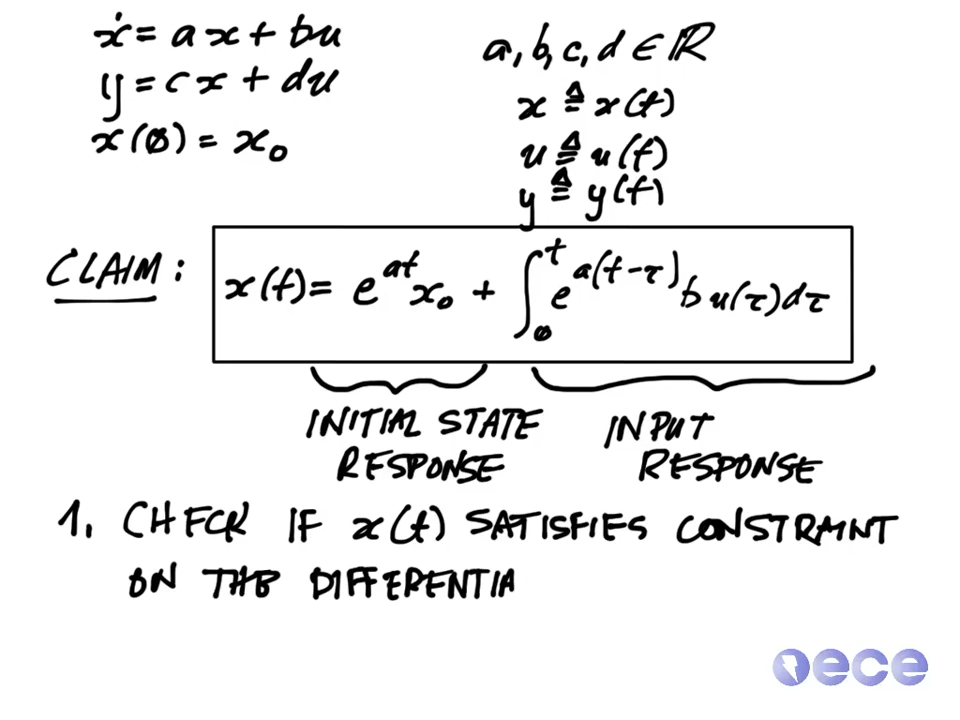 ẋ = ax + bu
y = cx + du
x(0) = x₀
a, b, c, d ∈ ℝ
x ≜ x(t)
u ≜ u(t)
y ≜ y(t)
CLAIM: x(t) = e^{at} x₀ + ∫₀ᵗ e^{a(t-τ)} b u(τ) dτ
INITIAL STATE RESPONSE
INPUT RESPONSE
1. CHECK IF x(t) SATISFIES CONSTRAINT
ON THE DIFFERENTIA
ece